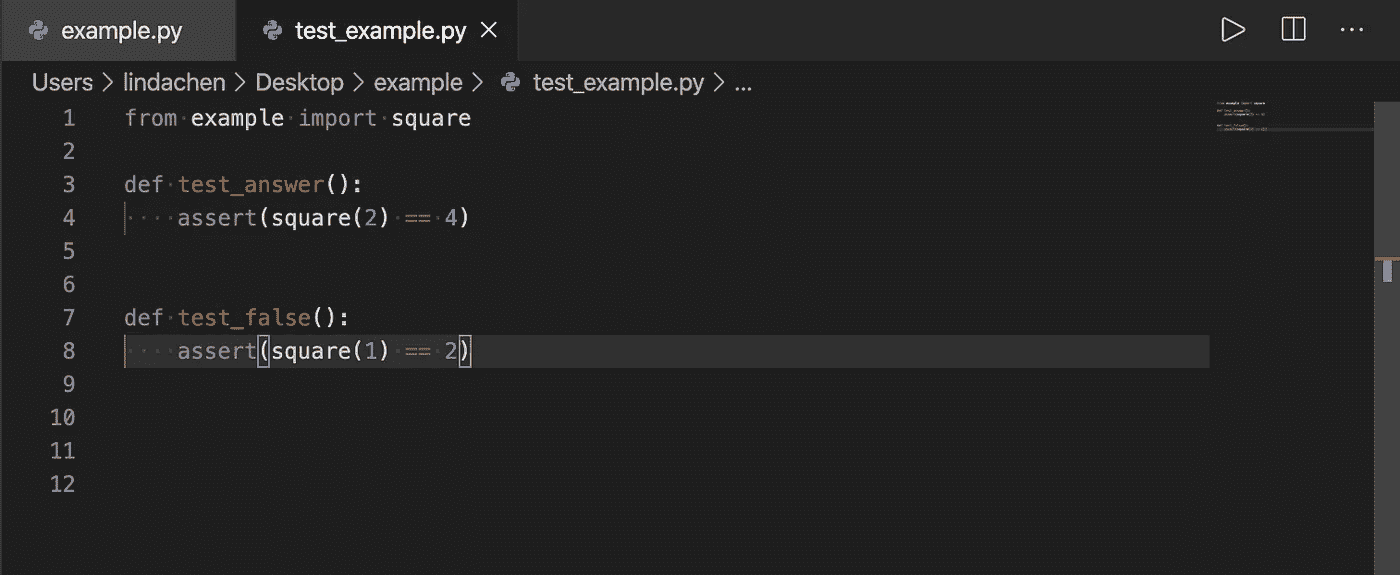 example.py test_example.py
Users > lindachen > Desktop > example > test_example.py > ...
1 from example import square
2
3 def test_answer():
4     assert(square(2) == 4)
5
6
7 def test_false():
8     assert(square(1) == 2)
9
10
11
12